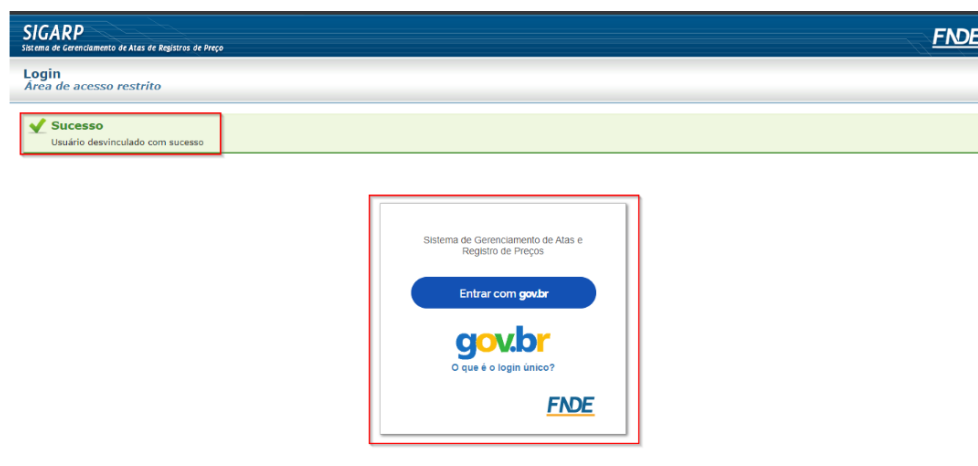 SIGARP
Sistema de Gerenciamento de Atas de Registros de Preço
FNDE
Login
Área de acesso restrito
Sucesso
Usuário desvinculado com sucesso
Sistema de Gerenciamento de Atas e
Registro de Preços
Entrar com gov.br
gov.br
O que é o login único?
FNDE